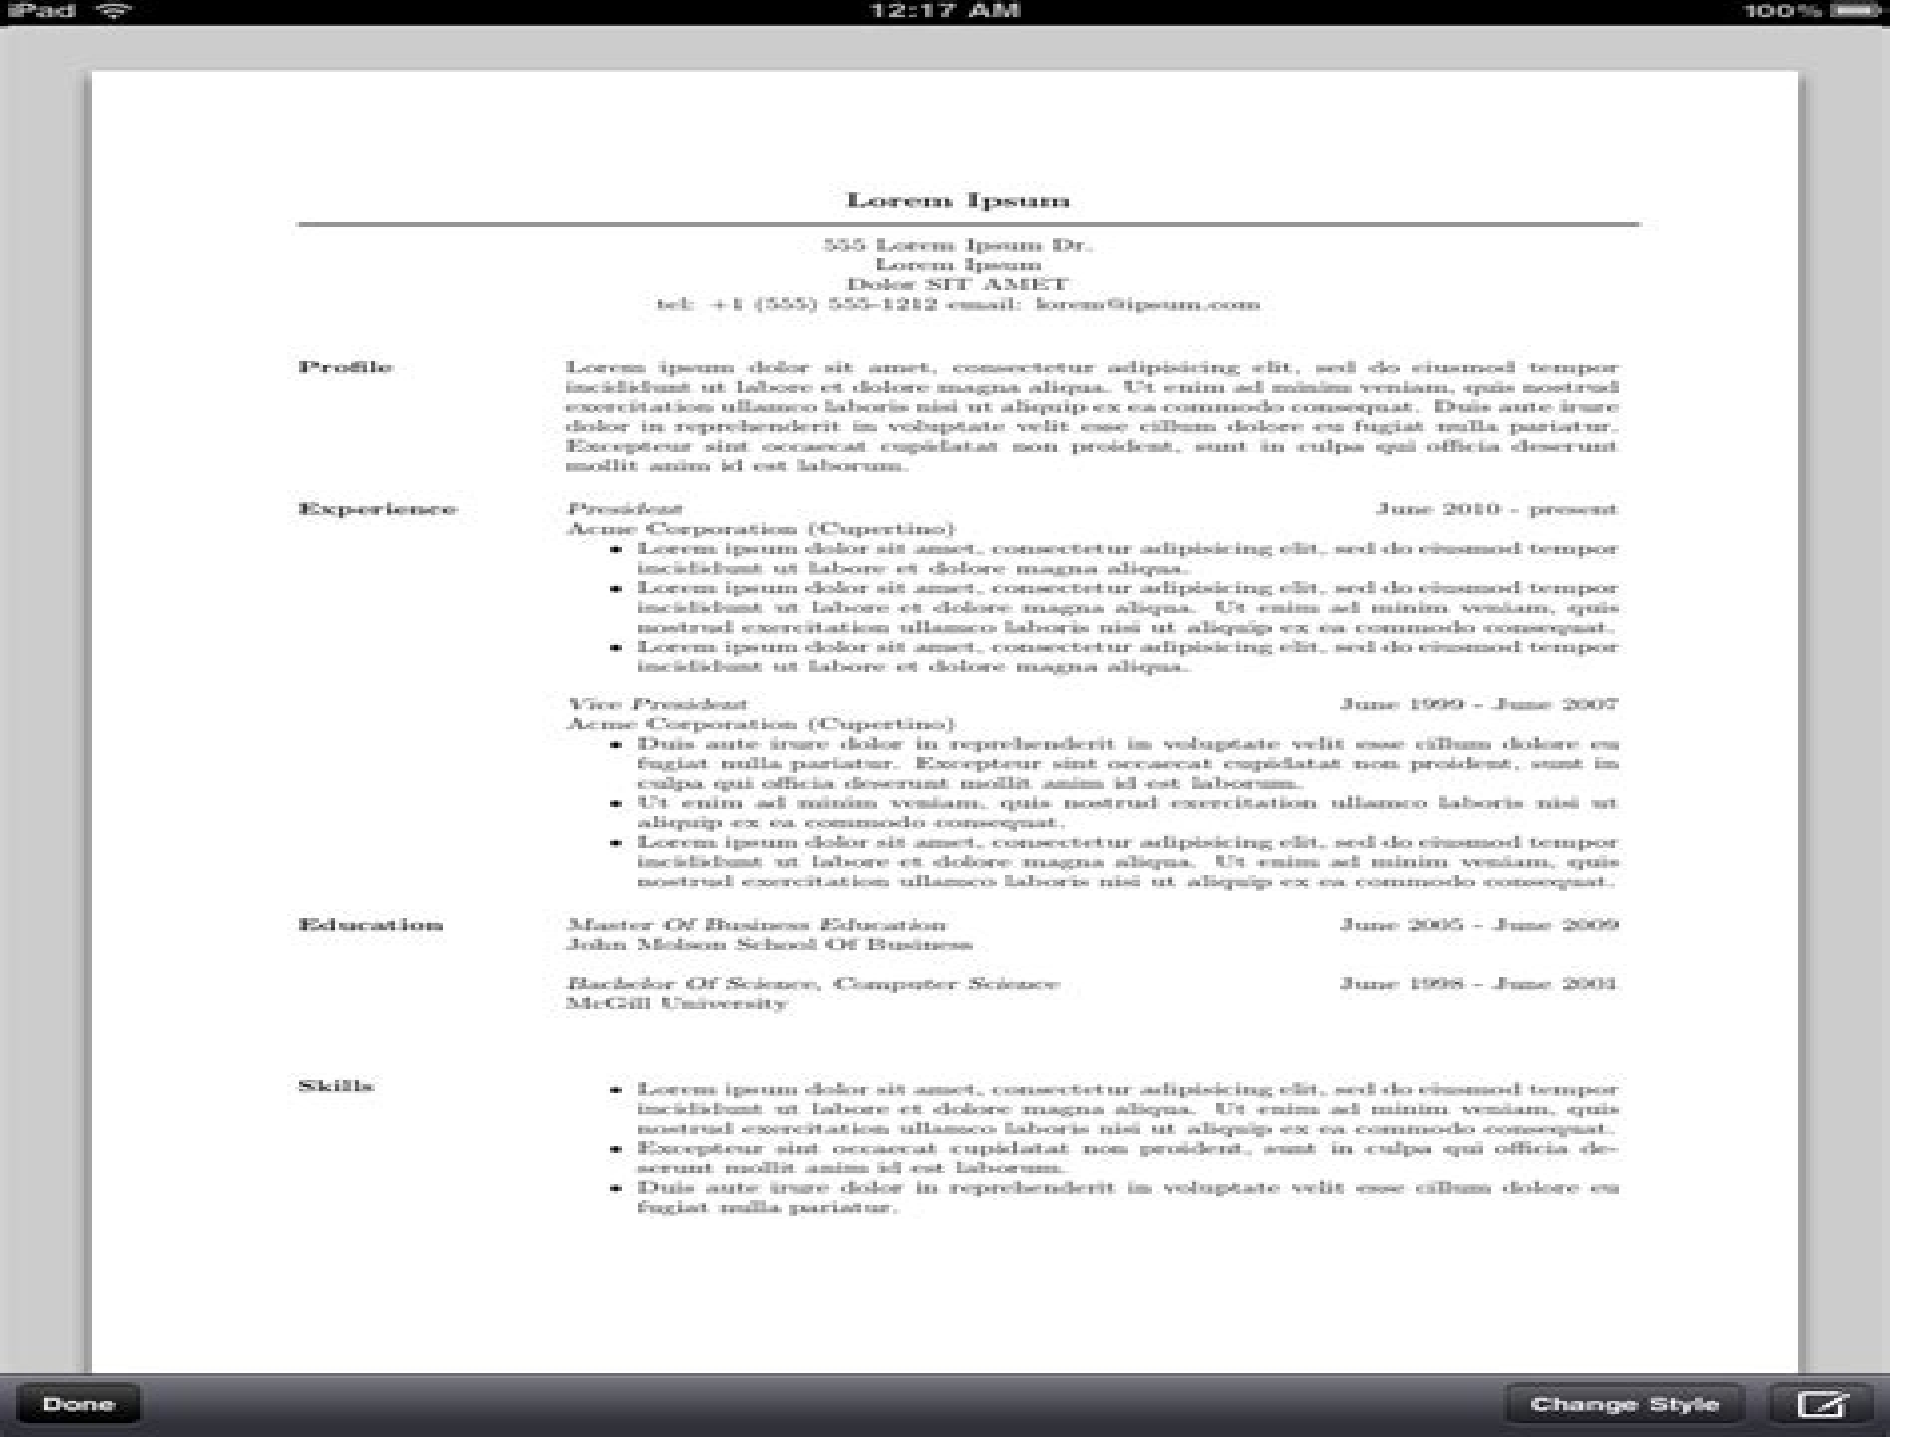 iPad 12:17 AM 100%
Lorem Ipsum
555 Lorem Ipsum Dr.
Lorem Ipsum
Dolor SIT AMET
tel: +1 (555) 555-1212 email: lorem@ipsum.com
Profile Lorem ipsum dolor sit amet, consectetur adipisicing elit, sed do eiusmod tempor
incididunt ut labore et dolore magna aliqua. Ut enim ad minim veniam, quis nostrud
exercitation ullamco laboris nisi ut aliquip ex ea commodo consequat. Duis aute irure
dolor in reprehenderit in voluptate velit esse cillum dolore eu fugiat nulla pariatur.
Excepteur sint occaecat cupidatat non proident, sunt in culpa qui officia deserunt
mollit anim id est laborum.
Experience President June 2010 - present
Acme Corporation (Cupertino)
• Lorem ipsum dolor sit amet, consectetur adipisicing elit, sed do eiusmod tempor
incididunt ut labore et dolore magna aliqua.
• Lorem ipsum dolor sit amet, consectetur adipisicing elit, sed do eiusmod tempor
incididunt ut labore et dolore magna aliqua. Ut enim ad minim veniam, quis
nostrud exercitation ullamco laboris nisi ut aliquip ex ea commodo consequat.
• Lorem ipsum dolor sit amet, consectetur adipisicing elit, sed do eiusmod tempor
incididunt ut labore et dolore magna aliqua.
Vice President June 1999 - June 2007
Acme Corporation (Cupertino)
• Duis aute irure dolor in reprehenderit in voluptate velit esse cillum dolore eu
fugiat nulla pariatur. Excepteur sint occaecat cupidatat non proident, sunt in
culpa qui officia deserunt mollit anim id est laborum.
• Ut enim ad minim veniam, quis nostrud exercitation ullamco laboris nisi ut
aliquip ex ea commodo consequat.
• Lorem ipsum dolor sit amet, consectetur adipisicing elit, sed do eiusmod tempor
incididunt ut labore et dolore magna aliqua. Ut enim ad minim veniam, quis
nostrud exercitation ullamco laboris nisi ut aliquip ex ea commodo consequat.
Education Master Of Business Education June 2005 - June 2009
John Molson School Of Business
Bachelor Of Science, Computer Science June 1998 - June 2001
McGill University
Skills • Lorem ipsum dolor sit amet, consectetur adipisicing elit, sed do eiusmod tempor
incididunt ut labore et dolore magna aliqua. Ut enim ad minim veniam, quis
nostrud exercitation ullamco laboris nisi ut aliquip ex ea commodo consequat.
• Excepteur sint occaecat cupidatat non proident, sunt in culpa qui officia de-
serunt mollit anim id est laborum.
• Duis aute irure dolor in reprehenderit in voluptate velit esse cillum dolore eu
fugiat nulla pariatur.
Done Change Style